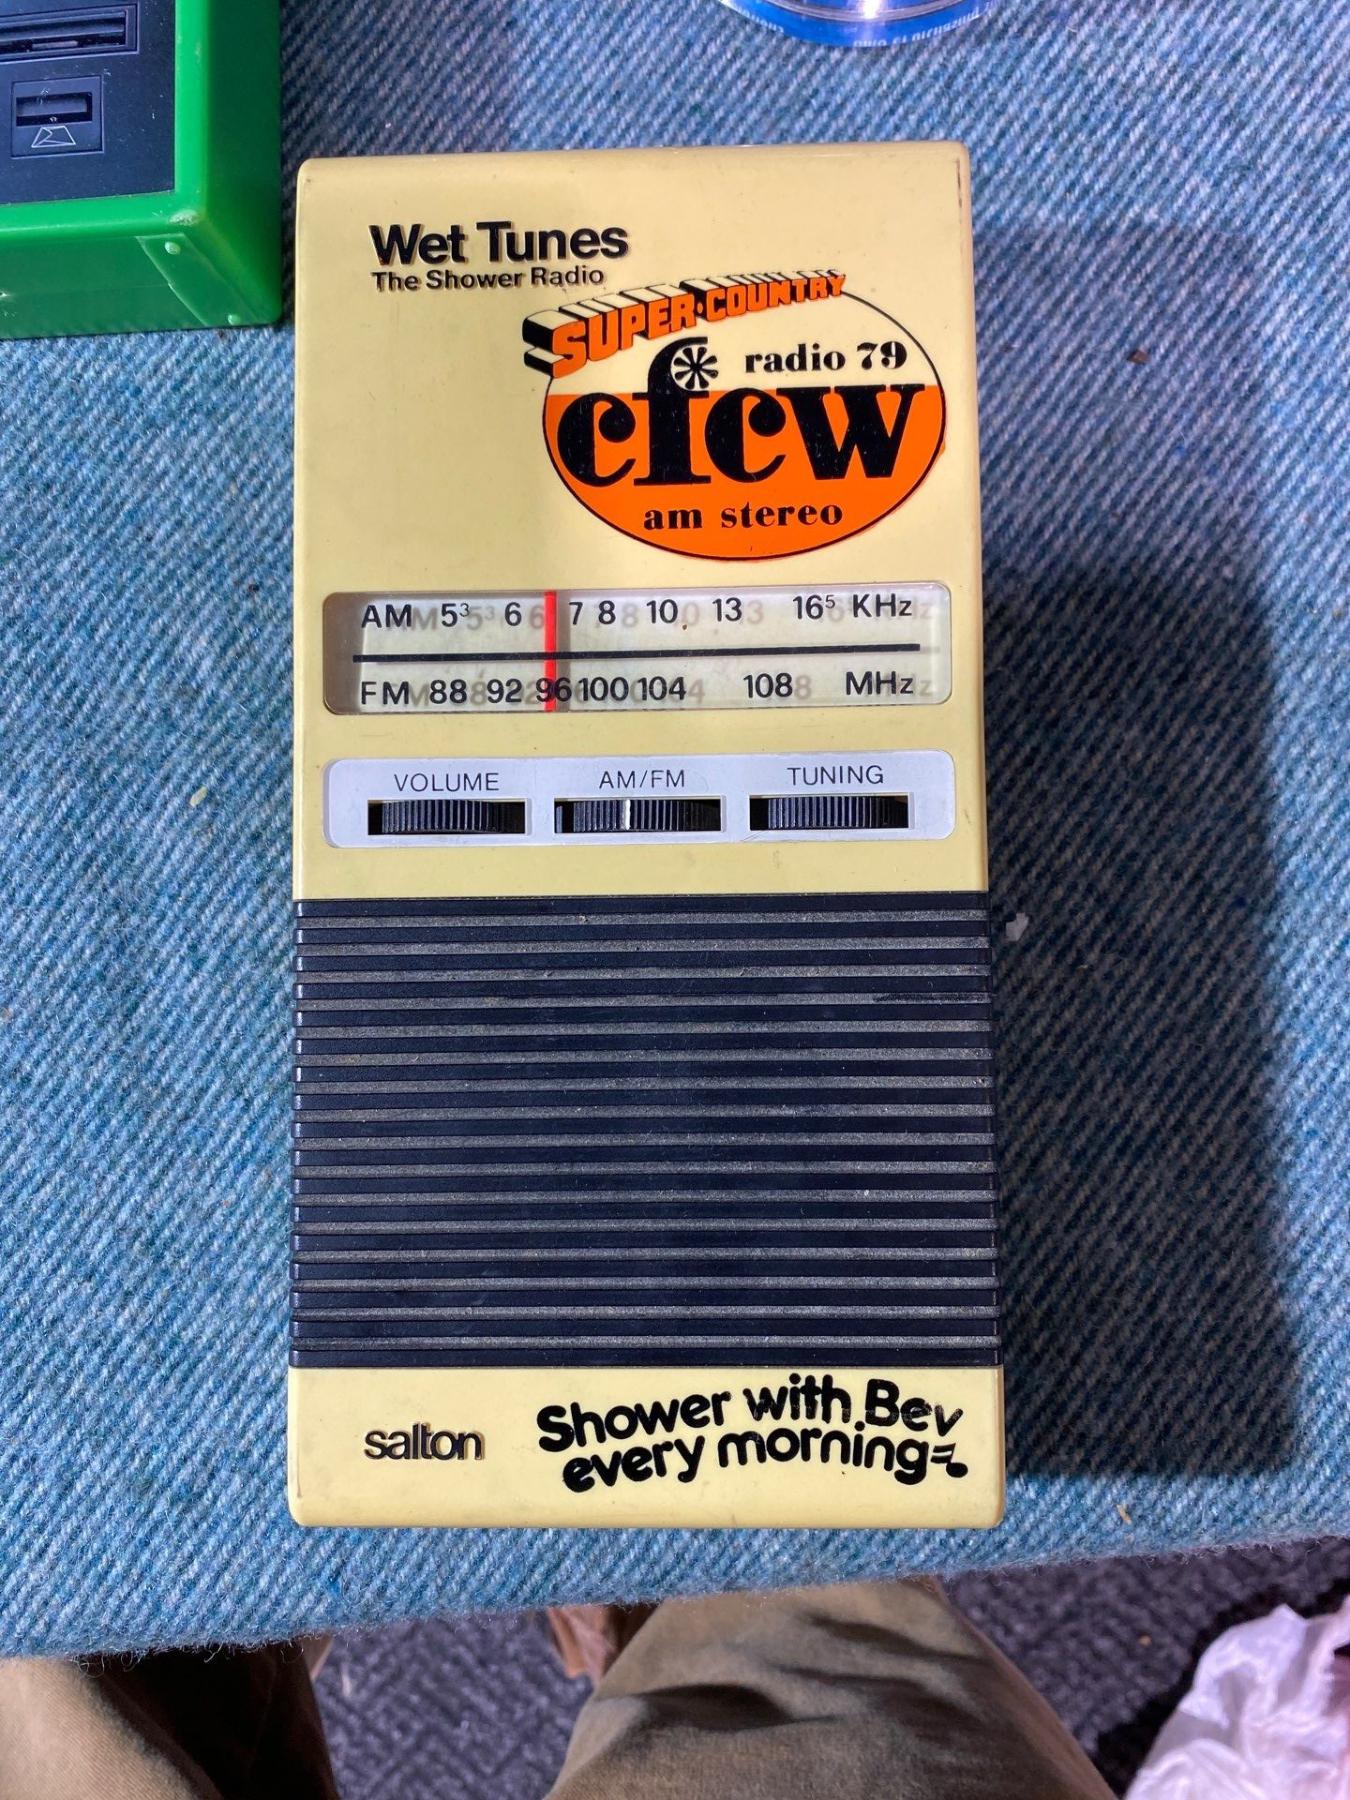 Wet Tunes
The Shower Radio
SUPER·COUNTRY
radio 79
cfcw
am stereo
AM 5³ 6 7 8 10 13 16⁵ KHz
FM 88 92 96 100 104 108 MHz
VOLUME AM/FM TUNING
salton
Shower with Bev
every morning